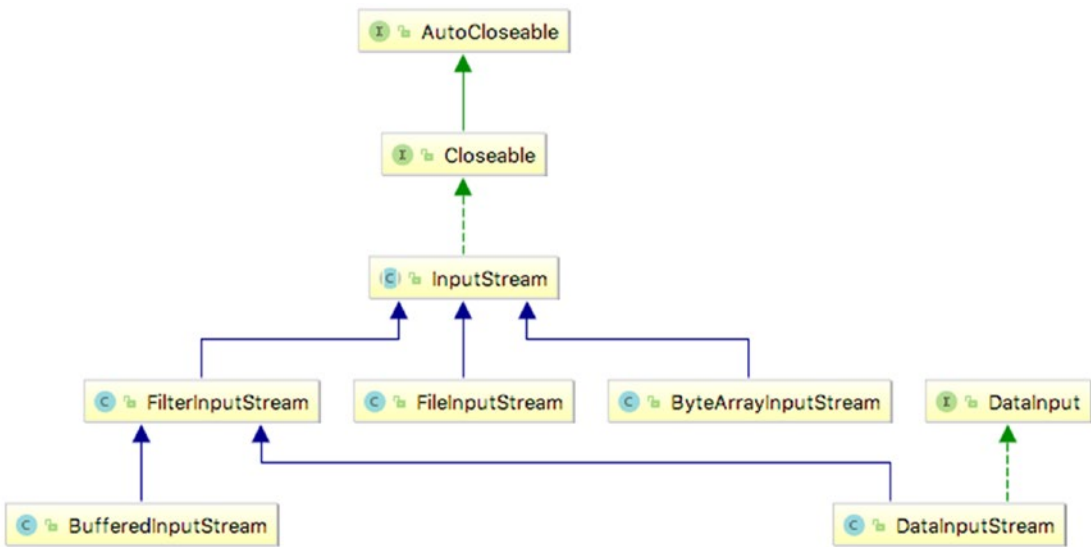 I AutoCloseable
I Closeable
C InputStream
C FilterInputStream
C FileInputStream
C ByteArrayInputStream
I DataInput
C BufferedInputStream
C DataInputStream